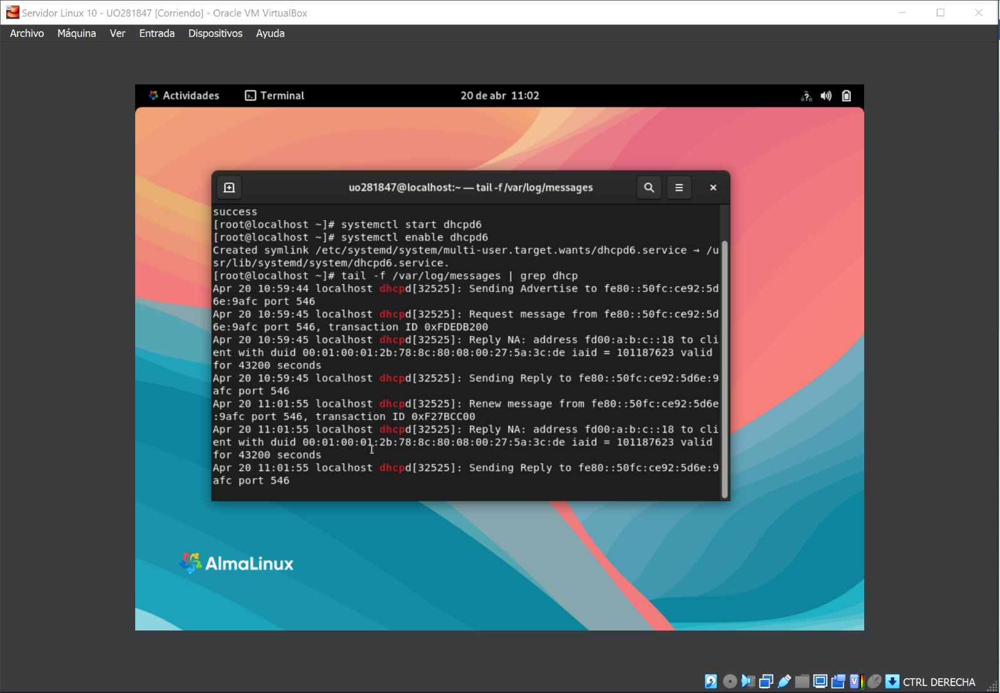 Servidor Linux 10 - UO281847 [Corriendo] - Oracle VM VirtualBox
Archivo Máquina Ver Entrada Dispositivos Ayuda
Actividades Terminal 20 de abr 11:02
uo281847@localhost:~ — tail -f /var/log/messages
success
[root@localhost ~]# systemctl start dhcpd6
[root@localhost ~]# systemctl enable dhcpd6
Created symlink /etc/systemd/system/multi-user.target.wants/dhcpd6.service → /u
sr/lib/systemd/system/dhcpd6.service.
[root@localhost ~]# tail -f /var/log/messages | grep dhcp
Apr 20 10:59:44 localhost dhcpd[32525]: Sending Advertise to fe80::50fc:ce92:5d
6e:9afc port 546
Apr 20 10:59:45 localhost dhcpd[32525]: Request message from fe80::50fc:ce92:5d
6e:9afc port 546, transaction ID 0xFDEDB200
Apr 20 10:59:45 localhost dhcpd[32525]: Reply NA: address fd00:a:b:c::18 to cli
ent with duid 00:01:00:01:2b:78:8c:80:08:00:27:5a:3c:de iaid = 101187623 valid
for 43200 seconds
Apr 20 10:59:45 localhost dhcpd[32525]: Sending Reply to fe80::50fc:ce92:5d6e:9
afc port 546
Apr 20 11:01:55 localhost dhcpd[32525]: Renew message from fe80::50fc:ce92:5d6e
:9afc port 546, transaction ID 0xF27BCC00
Apr 20 11:01:55 localhost dhcpd[32525]: Reply NA: address fd00:a:b:c::18 to cli
ent with duid 00:01:00:01:2b:78:8c:80:08:00:27:5a:3c:de iaid = 101187623 valid
for 43200 seconds
Apr 20 11:01:55 localhost dhcpd[32525]: Sending Reply to fe80::50fc:ce92:5d6e:9
afc port 546
AlmaLinux
CTRL DERECHA